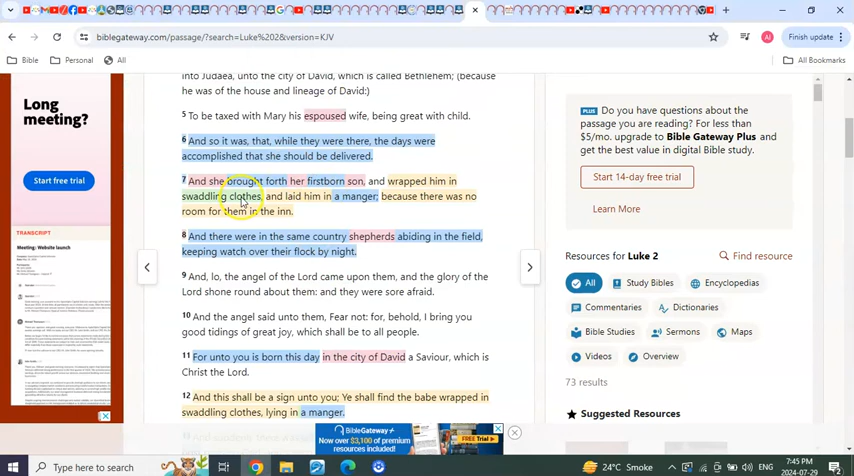 biblegateway.com/passage/?search=Luke%202&version=KJV
Finish update
Bible
Personal
All
All Bookmarks
Long
meeting?
Start free trial
TRANSCRIPT
Meeting: Website launch
into Judaea, unto the city of David, which is called Bethlehem; (because
he was of the house and lineage of David:)
5 To be taxed with Mary his espoused wife, being great with child.
6 And so it was, that, while they were there, the days were
accomplished that she should be delivered.
7 And she brought forth her firstborn son, and wrapped him in
swaddling clothes, and laid him in a manger; because there was no
room for them in the inn.
8 And there were in the same country shepherds abiding in the field,
keeping watch over their flock by night.
9 And, lo, the angel of the Lord came upon them, and the glory of the
Lord shone round about them: and they were sore afraid.
10 And the angel said unto them, Fear not: for, behold, I bring you
good tidings of great joy, which shall be to all people.
11 For unto you is born this day in the city of David a Saviour, which is
Christ the Lord.
12 And this shall be a sign unto you; Ye shall find the babe wrapped in
swaddling clothes, lying in a manger.
PLUS Do you have questions about the
passage you are reading? For less than
$5/mo. upgrade to Bible Gateway Plus and
get the best value in digital Bible study.
Start 14-day free trial
Learn More
Resources for Luke 2
Find resource
All
Study Bibles
Encyclopedias
Commentaries
Dictionaries
Bible Studies
Sermons
Maps
Videos
Overview
73 results
Suggested Resources
BIBLEGATEWAY+
Now over $3,100 of premium
resources included!
FREE Trial
Type here to search
24°C Smoke
ENG
7:45 PM
2024-07-29